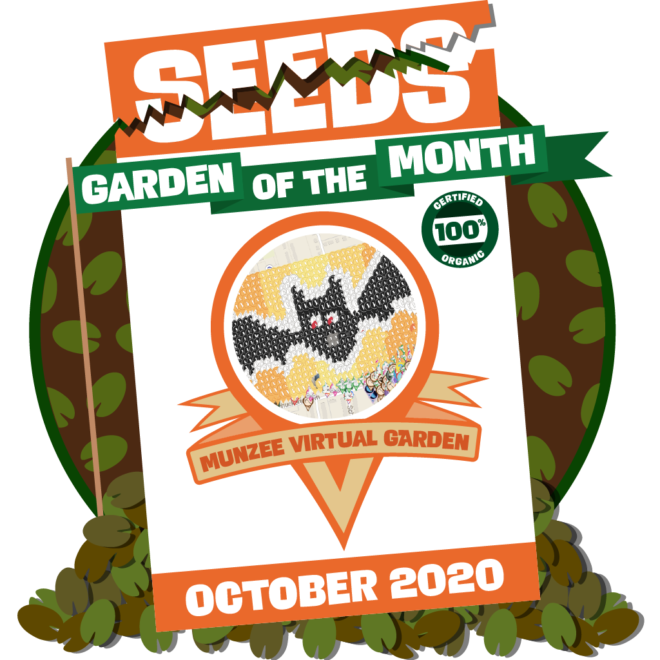 SEEDS
GARDEN OF THE MONTH
CERTIFIED
100%
ORGANIC
MUNZEE VIRTUAL GARDEN
OCTOBER 2020